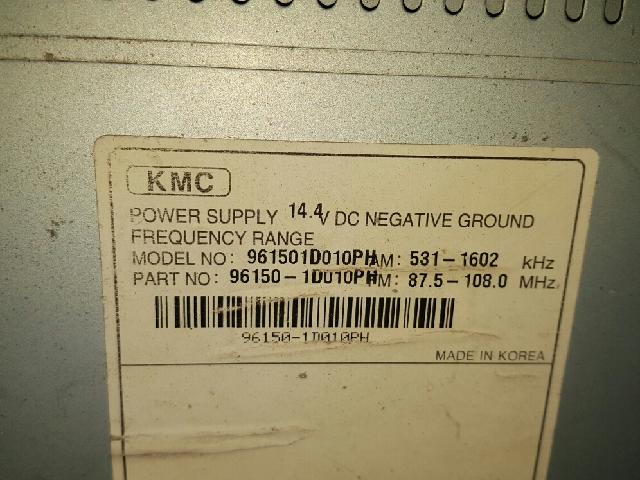 KMC
POWER SUPPLY 14.4V DC NEGATIVE GROUND
FREQUENCY RANGE
MODEL NO: 961501D010PH AM: 531-1602 kHz
PART NO: 96150-1D010PH FM: 87.5-108.0 MHz
96150-1D010PH
MADE IN KOREA